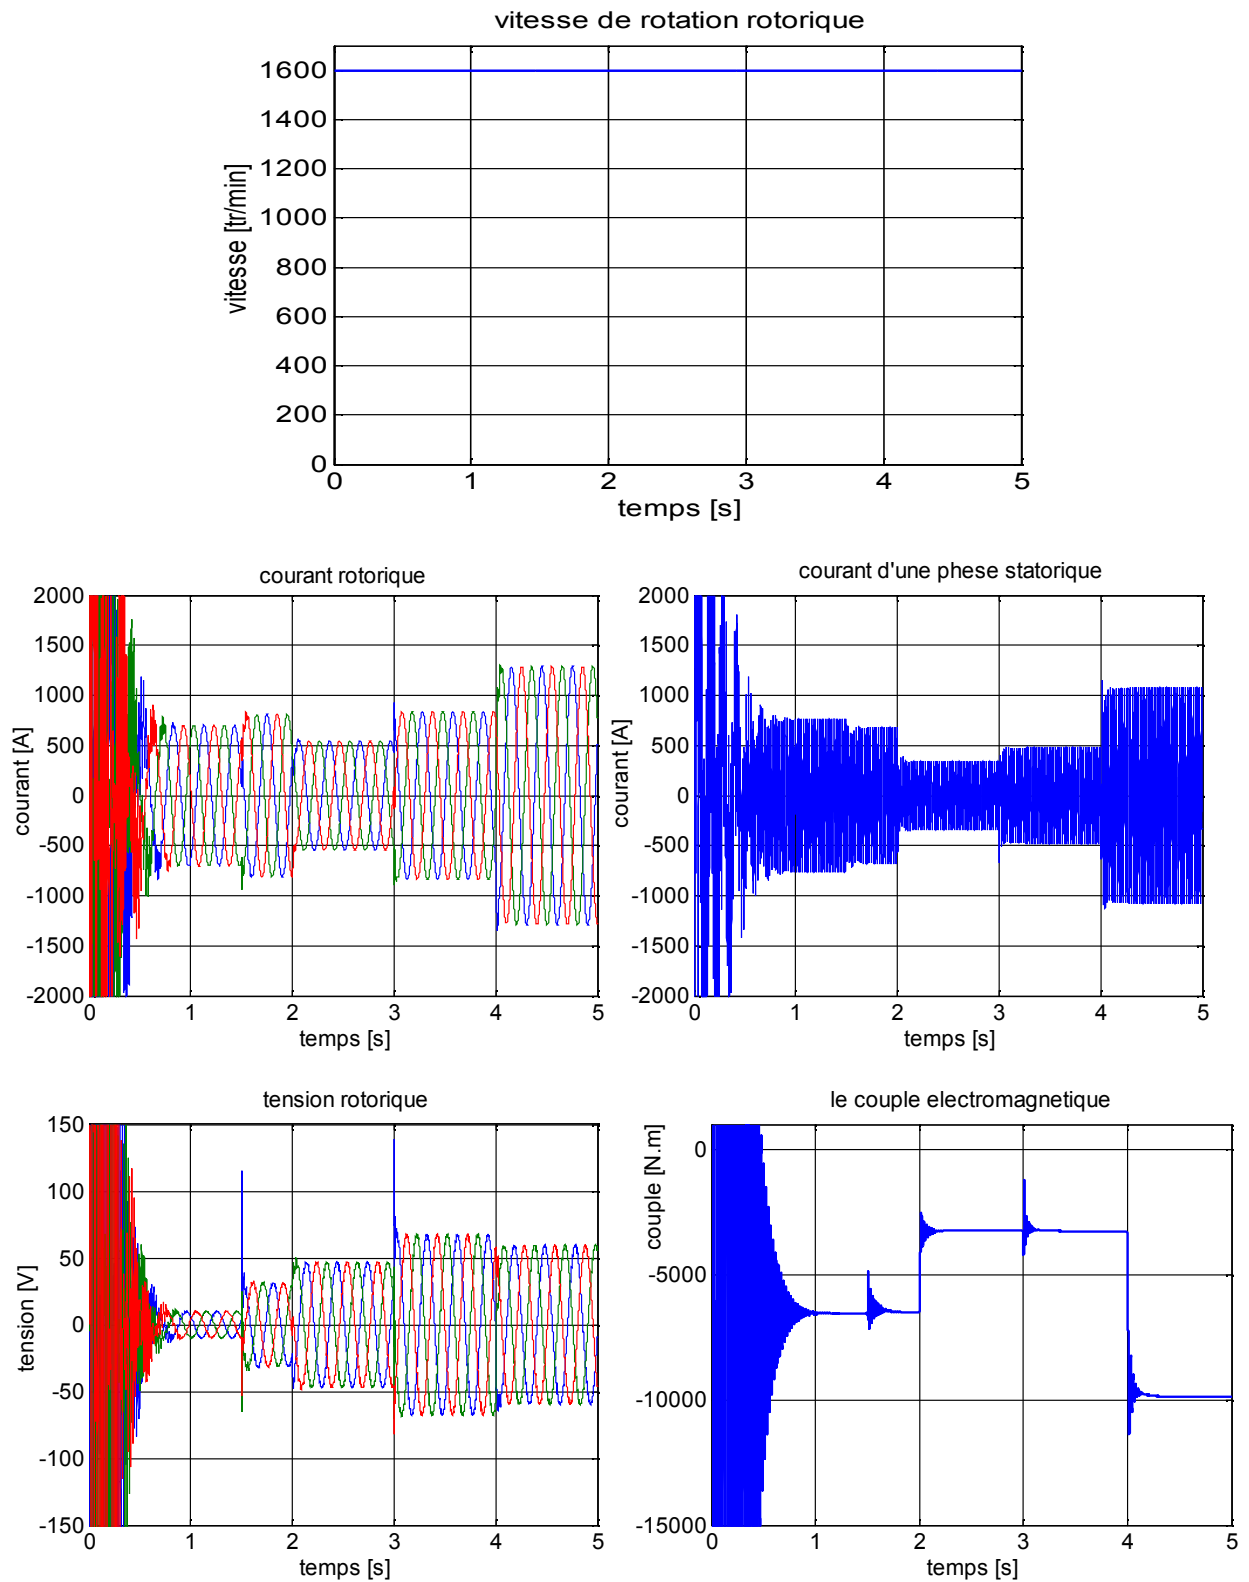 vitesse de rotation rotorique
1600
1400
1200
1000
800
600
400
200
0
vitesse [tr/min]
0 1 2 3 4 5
temps [s]
courant rotorique
2000
1500
1000
500
0
-500
-1000
-1500
-2000
courant [A]
0 1 2 3 4 5
temps [s]
courant d'une phese statorique
2000
1500
1000
500
0
-500
-1000
-1500
-2000
courant [A]
0 1 2 3 4 5
temps [s]
tension rotorique
150
100
50
0
-50
-100
-150
tension [V]
0 1 2 3 4 5
temps [s]
le couple electromagnetique
0
-5000
-10000
-15000
couple [N.m]
0 1 2 3 4 5
temps [s]